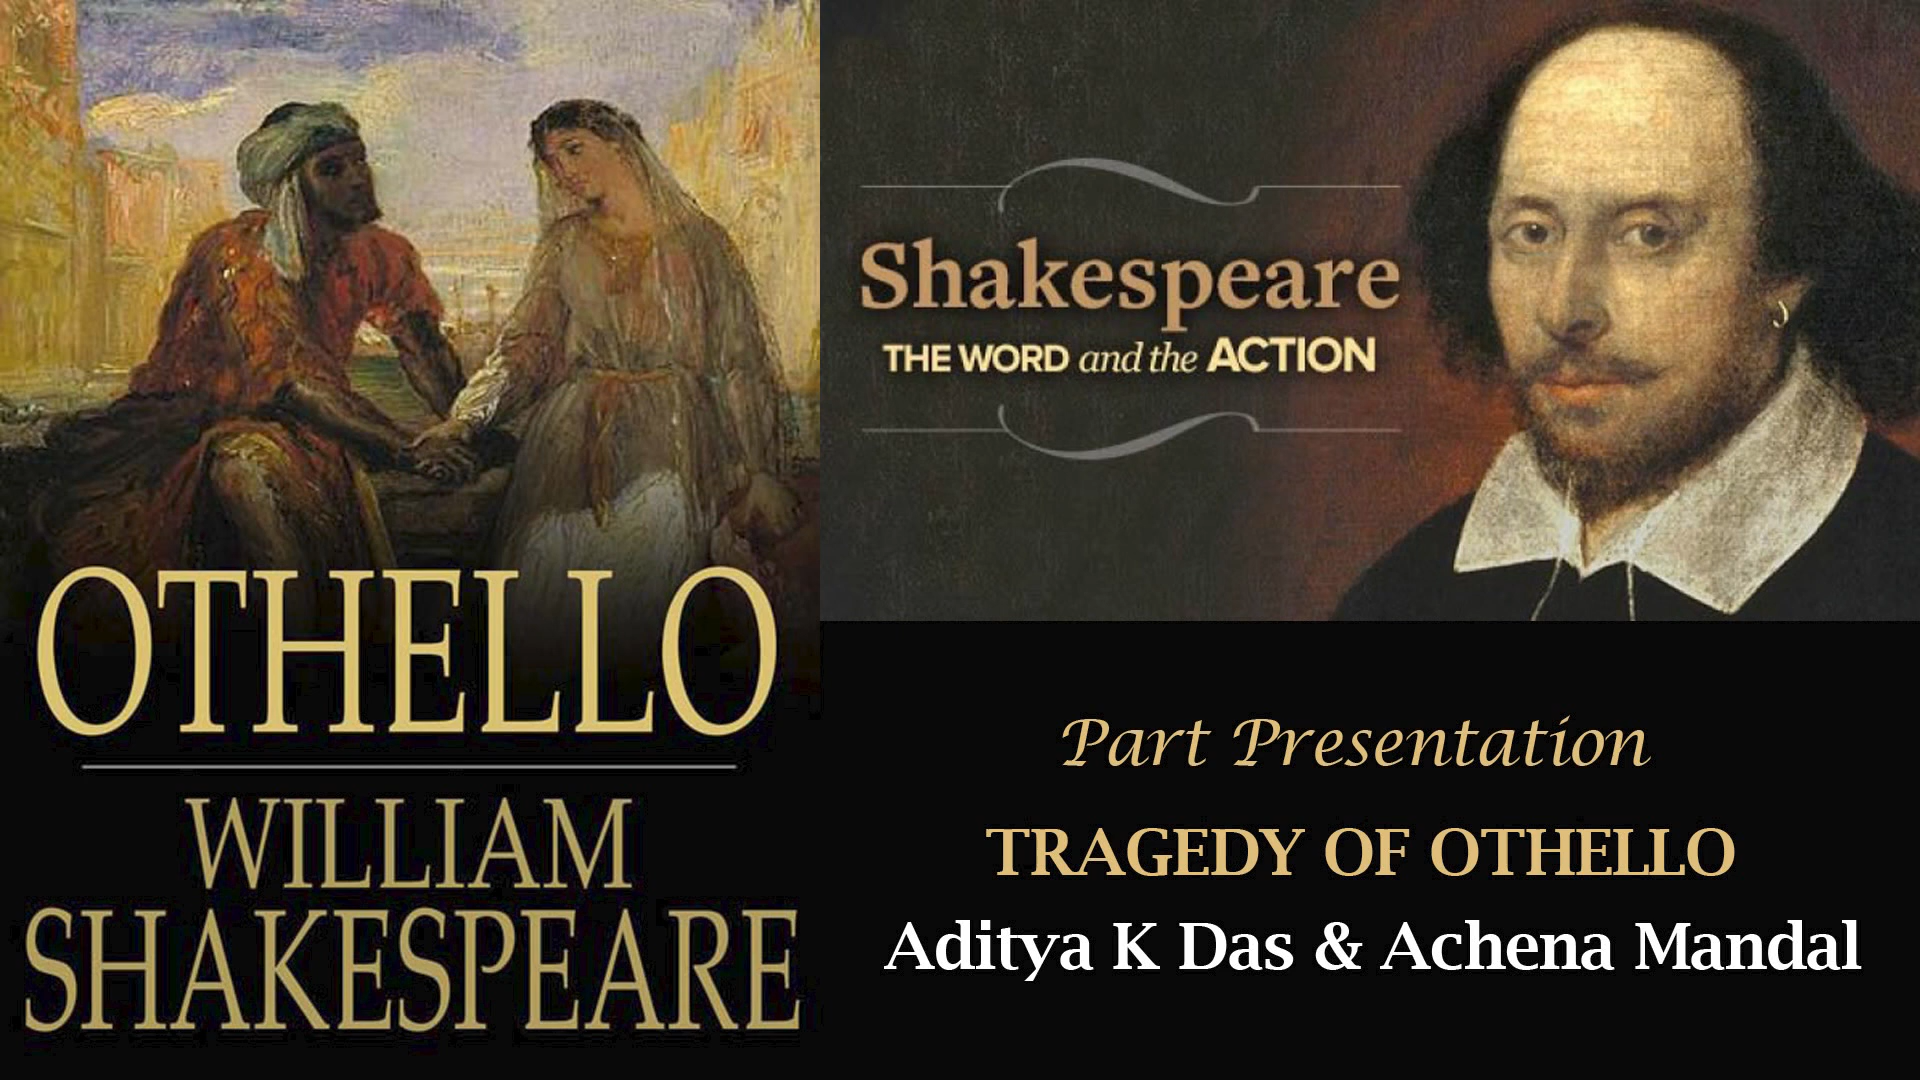 OTHELLO
WILLIAM
SHAKESPEARE
Shakespeare
THE WORD and the ACTION
Part Presentation
TRAGEDY OF OTHELLO
Aditya K Das & Achena Mandal